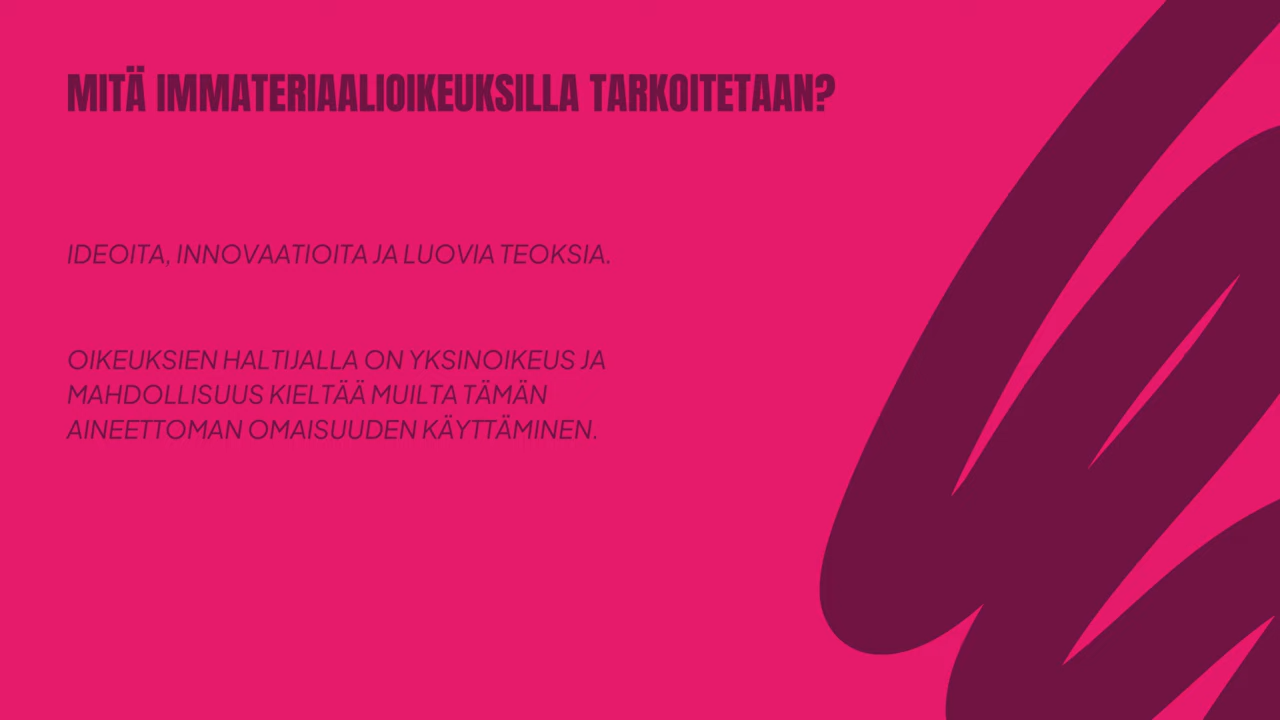 MITÄ IMMATERIAALIOIKEUKSILLA TARKOITETAAN?
IDEOITA, INNOVAATIOITA JA LUOVIA TEOKSIA.
OIKEUKSIEN HALTIJALLA ON YKSINOIKEUS JA
MAHDOLLISUUS KIELTÄÄ MUILTA TÄMÄN
AINEETTOMAN OMAISUUDEN KÄYTTÄMINEN.